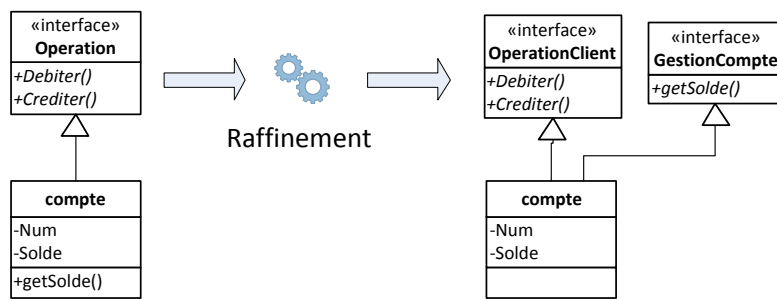 «interface»
Operation
+Debiter()
+Crediter()
compte
-Num
-Solde
+getSolde()
Raffinement
«interface»
OperationClient
+Debiter()
+Crediter()
«interface»
GestionCompte
+getSolde()
compte
-Num
-Solde